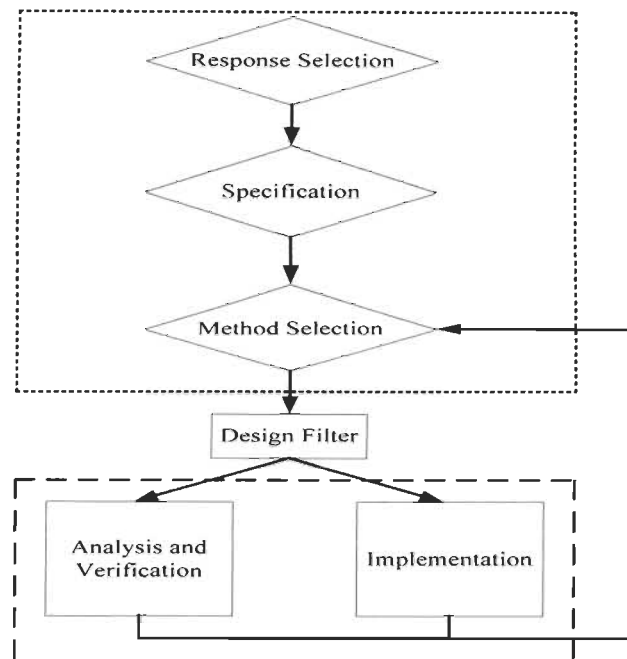 Response Selection
Specification
Method Selection
Design Filter
Analysis and
Verification
Implementation